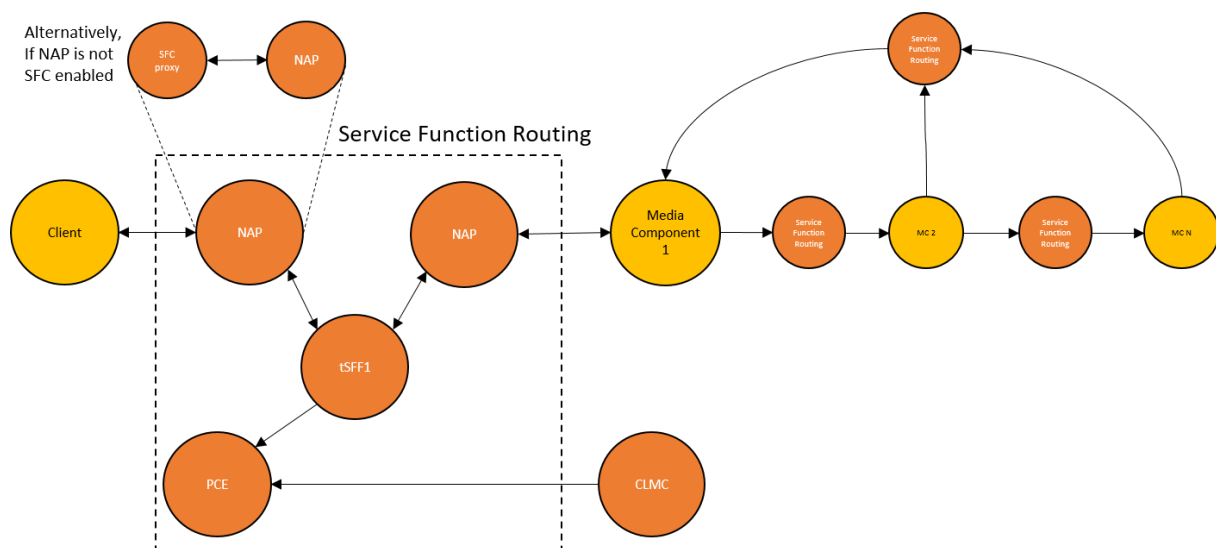 Alternatively,
If NAP is not
SFC enabled
SFC
proxy
NAP
Service
Function
Routing
Service Function Routing
Client
NAP
NAP
Media
Component
1
Service
Function
Routing
MC 2
Service
Function
Routing
MC N
tSFF1
PCE
CLMC